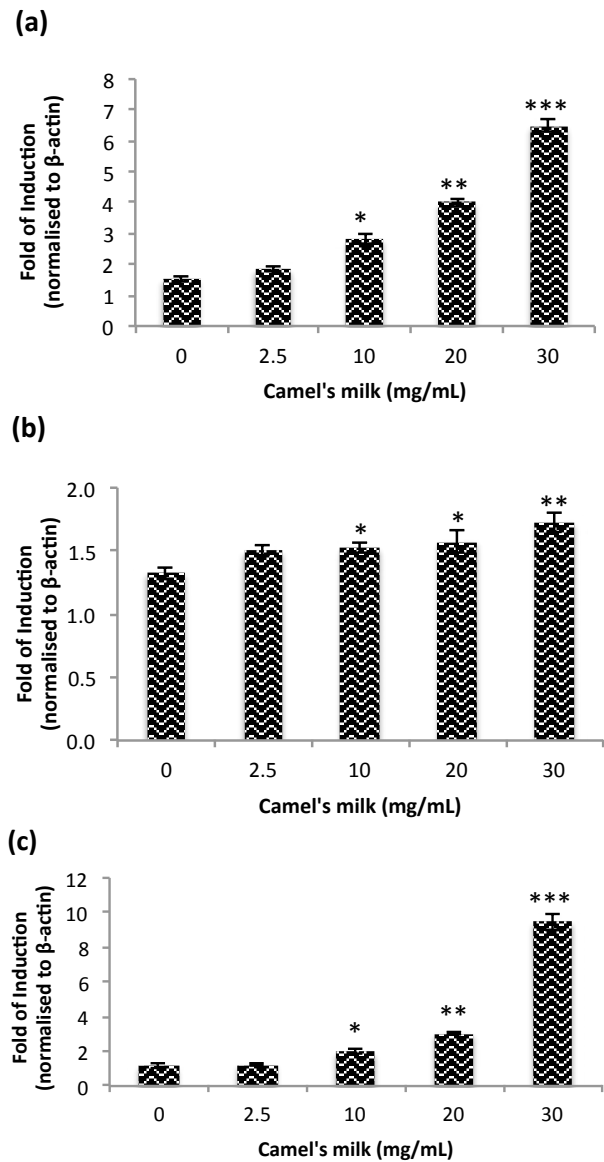 (a)
Fold of Induction
(normalised to β-actin)
8
7
6
5
4
3
2
1
0
*
**
***
0 2.5 10 20 30
Camel's milk (mg/mL)
(b)
Fold of Induction
(normalised to β-actin)
2.0
1.5
1.0
0.5
0.0
*
*
**
0 2.5 10 20 30
Camel's milk (mg/mL)
(c)
Fold of Induction
(normalised to β-actin)
12
10
8
6
4
2
0
*
**
***
0 2.5 10 20 30
Camel's milk (mg/mL)